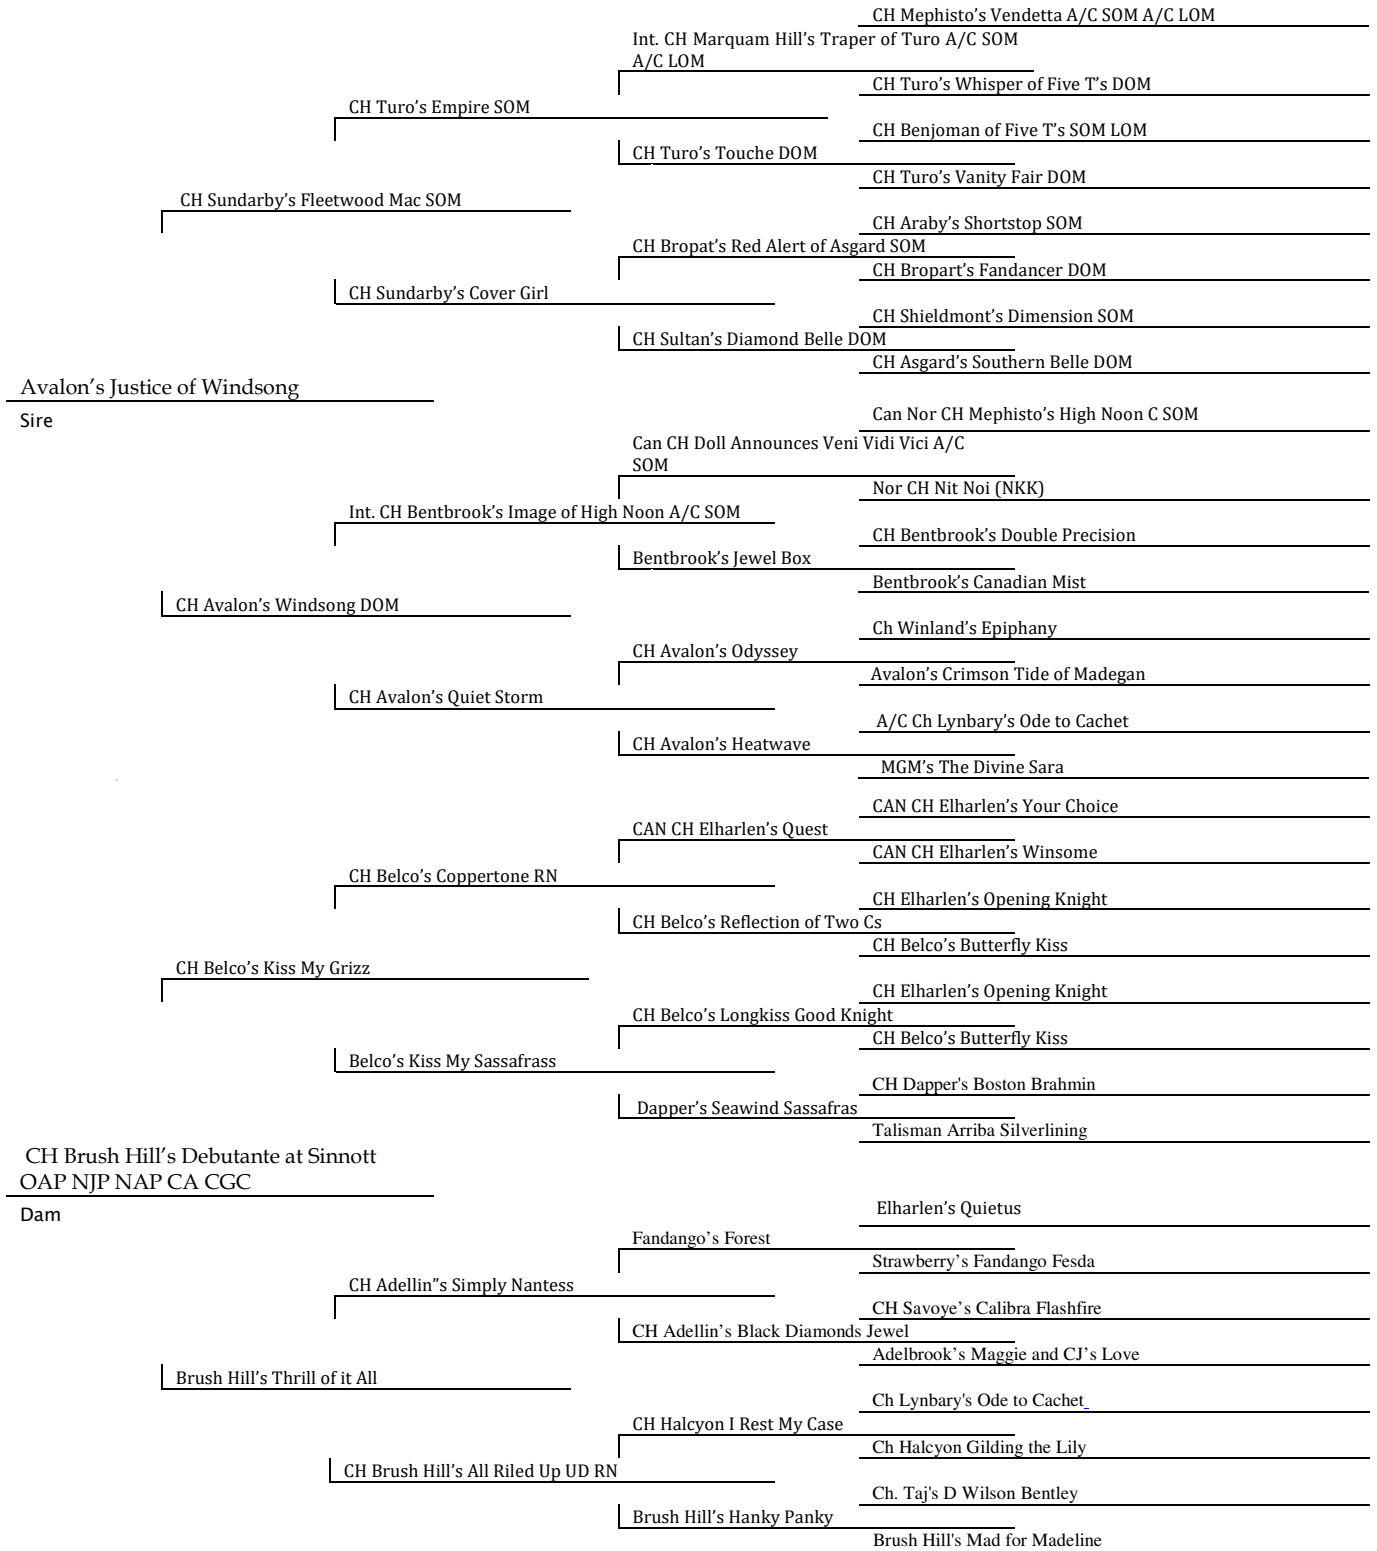 CH Mephisto’s Vendetta A/C SOM A/C LOM
Int. CH Marquam Hill’s Traper of Turo A/C SOM
A/C LOM
CH Turo’s Whisper of Five T’s DOM
CH Turo’s Empire SOM
CH Benjoman of Five T’s SOM LOM
CH Turo’s Touche DOM
CH Turo’s Vanity Fair DOM
CH Sundarby’s Fleetwood Mac SOM
CH Araby’s Shortstop SOM
CH Bropat’s Red Alert of Asgard SOM
CH Bropart’s Fandancer DOM
CH Sundarby’s Cover Girl
CH Shieldmont’s Dimension SOM
CH Sultan’s Diamond Belle DOM
CH Asgard’s Southern Belle DOM
Avalon’s Justice of Windsong
Sire
Can Nor CH Mephisto’s High Noon C SOM
Can CH Doll Announces Veni Vidi Vici A/C
SOM
Nor CH Nit Noi (NKK)
Int. CH Bentbrook’s Image of High Noon A/C SOM
CH Bentbrook’s Double Precision
Bentbrook’s Jewel Box
Bentbrook’s Canadian Mist
CH Avalon’s Windsong DOM
Ch Winland’s Epiphany
CH Avalon’s Odyssey
Avalon’s Crimson Tide of Madegan
CH Avalon’s Quiet Storm
A/C Ch Lynbary’s Ode to Cachet
CH Avalon’s Heatwave
MGM’s The Divine Sara
CAN CH Elharlen’s Your Choice
CAN CH Elharlen’s Quest
CAN CH Elharlen’s Winsome
CH Belco’s Coppertone RN
CH Elharlen’s Opening Knight
CH Belco’s Reflection of Two Cs
CH Belco’s Butterfly Kiss
CH Belco’s Kiss My Grizz
CH Elharlen’s Opening Knight
CH Belco’s Longkiss Good Knight
CH Belco’s Butterfly Kiss
Belco’s Kiss My Sassafrass
CH Dapper's Boston Brahmin
Dapper’s Seawind Sassafras
Talisman Arriba Silverlining
CH Brush Hill’s Debutante at Sinnott
OAP NJP NAP CA CGC
Dam
Elharlen’s Quietus
Fandango’s Forest
Strawberry’s Fandango Fesda
CH Adellin”s Simply Nantess
CH Savoye’s Calibra Flashfire
CH Adellin’s Black Diamonds Jewel
Adelbrook’s Maggie and CJ’s Love
Brush Hill’s Thrill of it All
Ch Lynbary's Ode to Cachet
CH Halcyon I Rest My Case
Ch Halcyon Gilding the Lily
CH Brush Hill’s All Riled Up UD RN
Ch. Taj's D Wilson Bentley
Brush Hill’s Hanky Panky
Brush Hill's Mad for Madeline